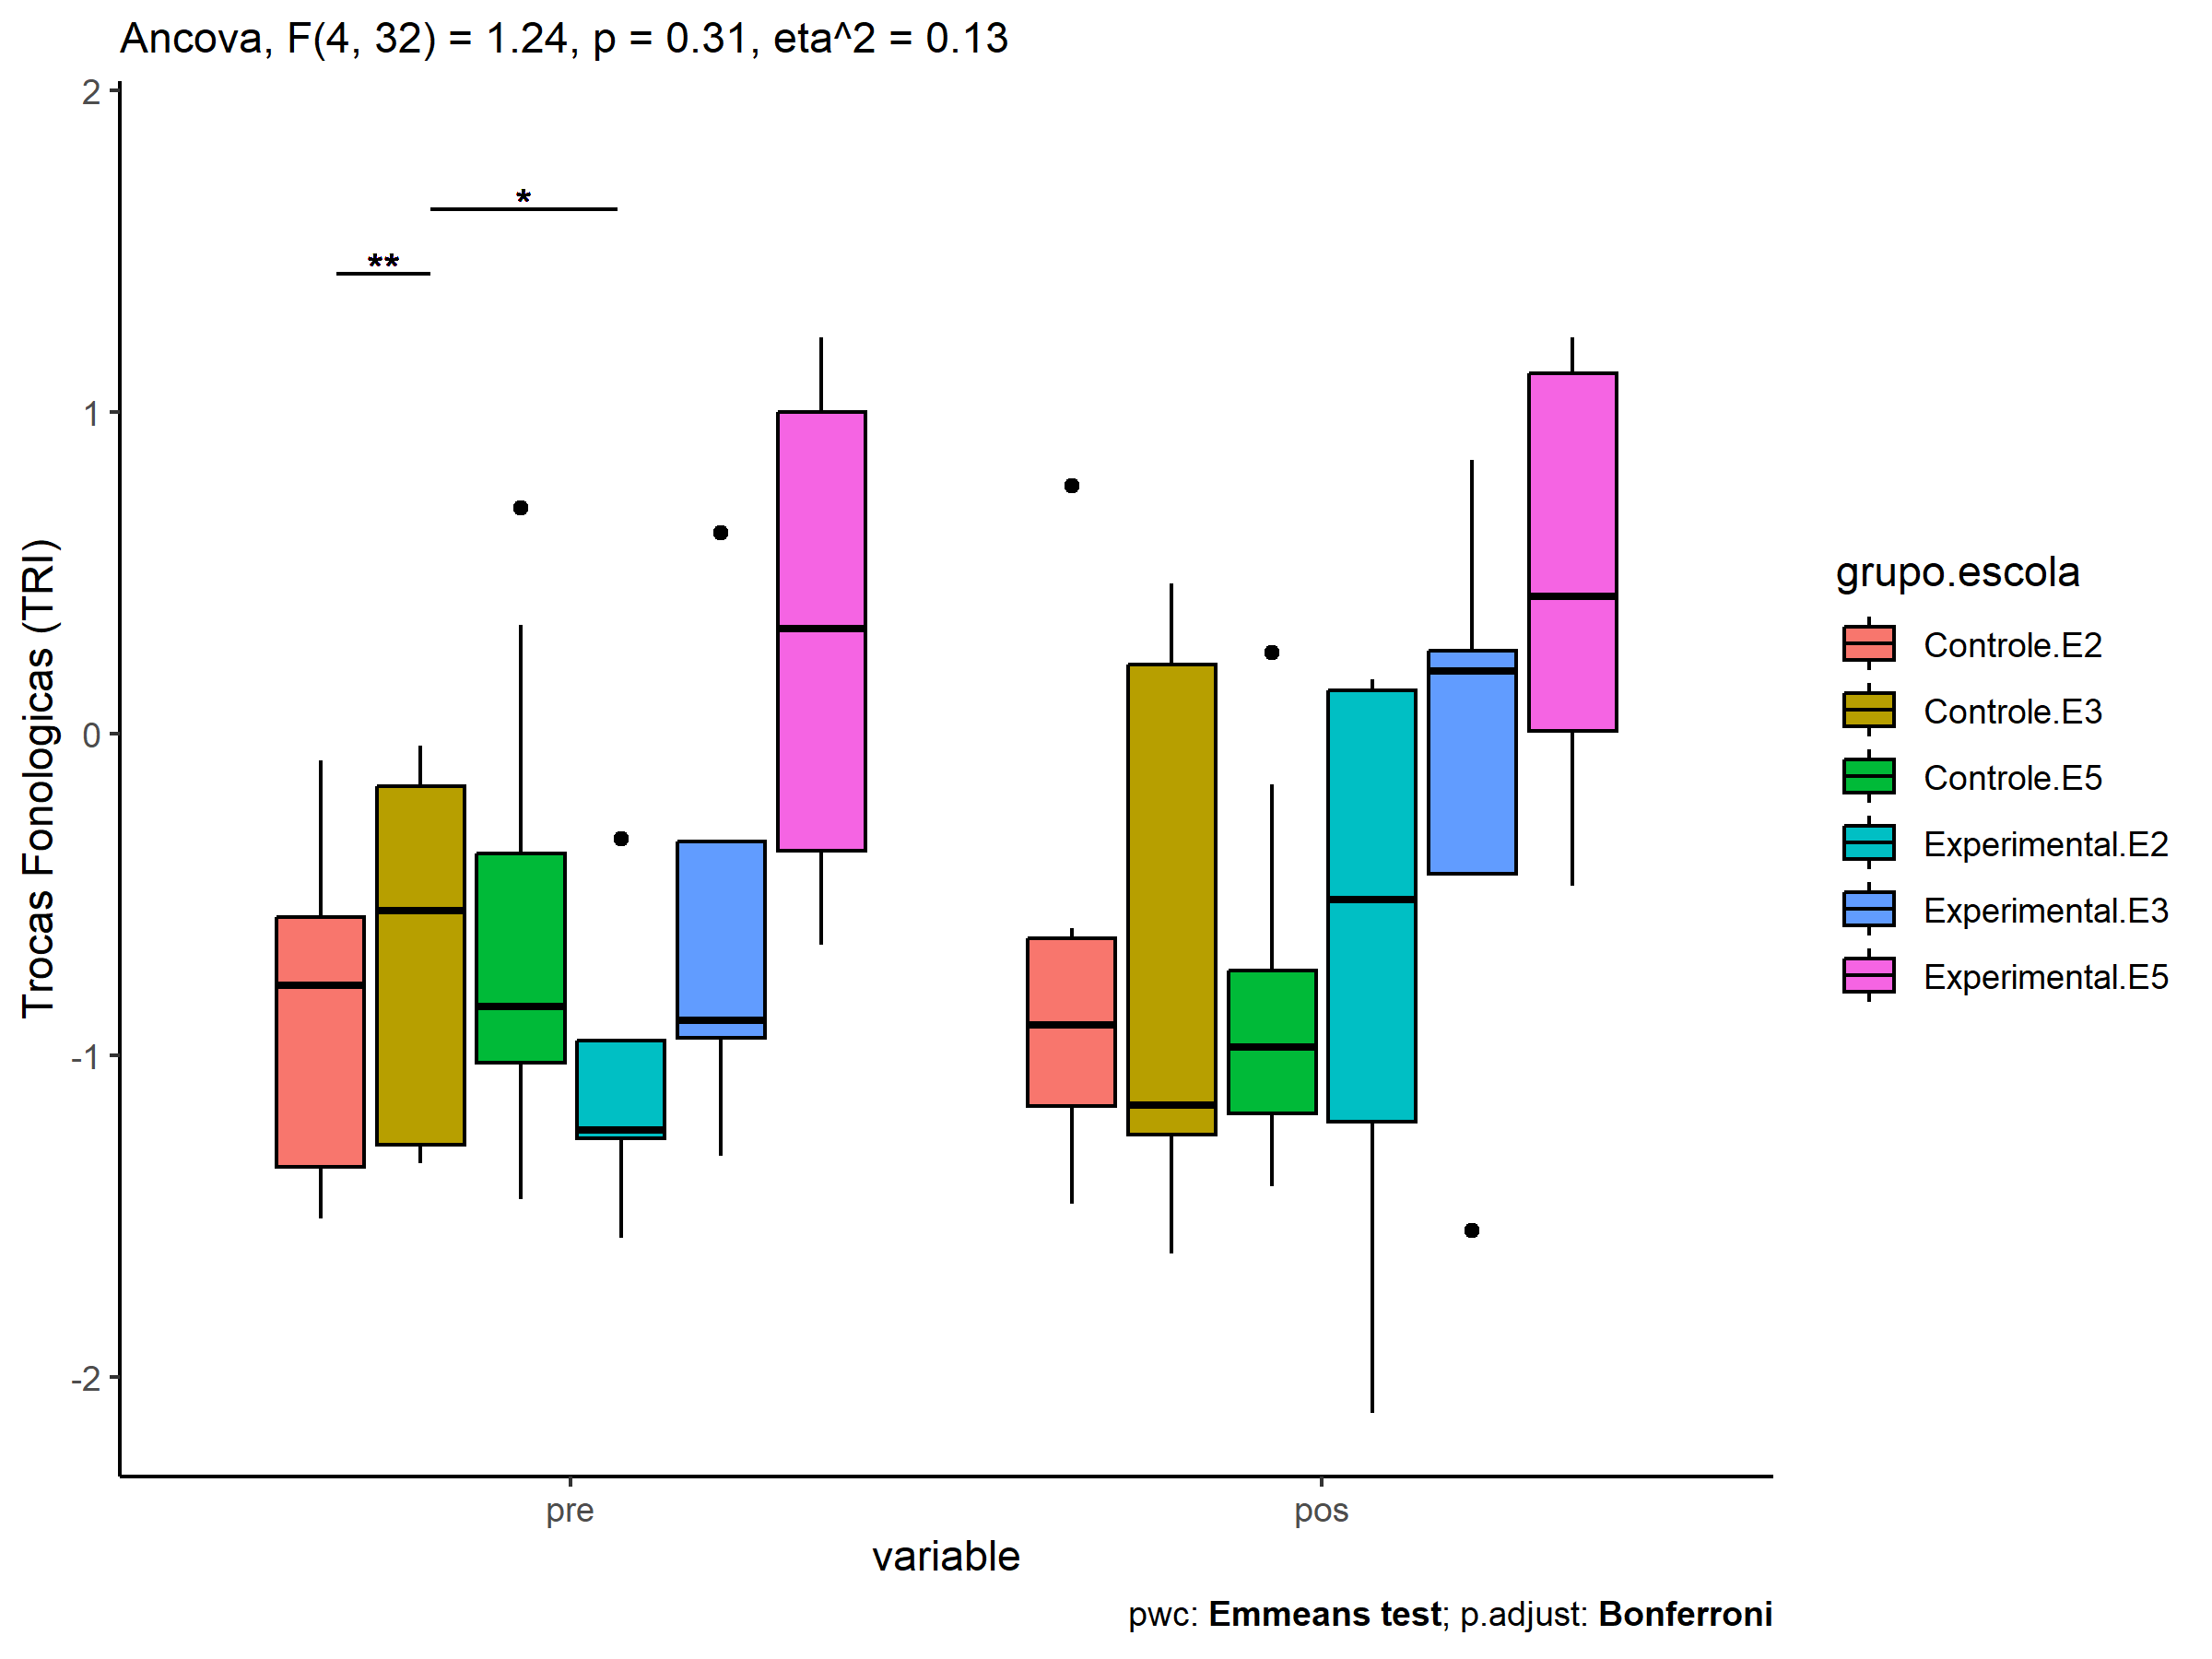 Ancova, F(4, 32) = 1.24, p = 0.31, eta^2 = 0.13
Trocas Fonologicas (TRI)
2
1
0
-1
-2
*
**
pre
pos
variable
grupo.escola
Controle.E2
Controle.E3
Controle.E5
Experimental.E2
Experimental.E3
Experimental.E5
pwc: Emmeans test; p.adjust: Bonferroni